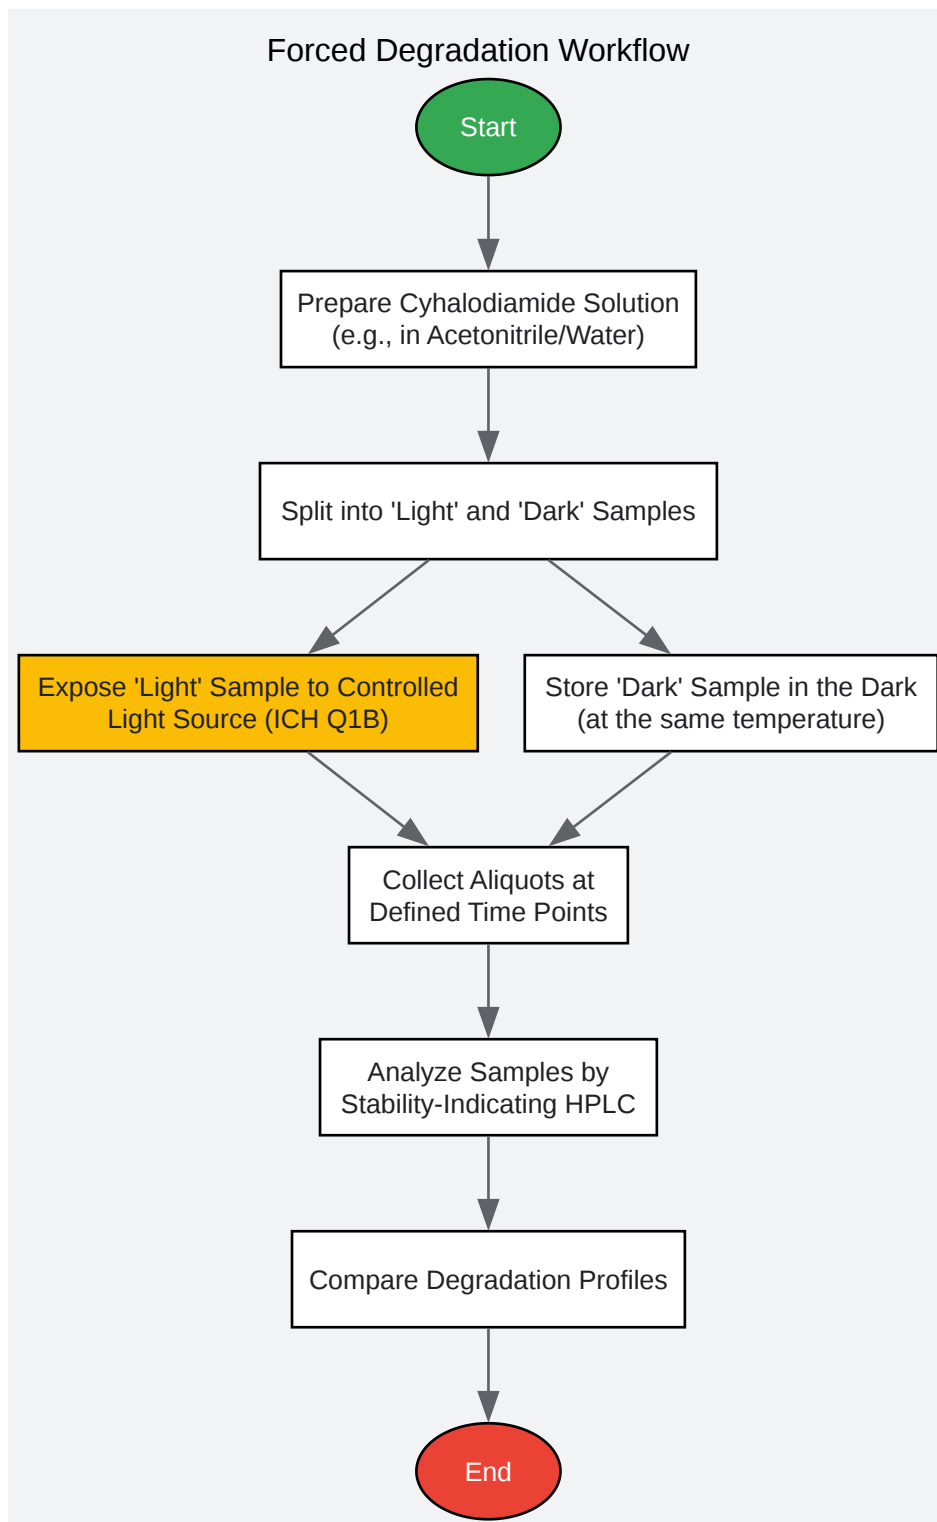 Forced Degradation Workflow
Start
Prepare Cyhalodiamide Solution
(e.g., in Acetonitrile/Water)
Split into 'Light' and 'Dark' Samples
Expose 'Light' Sample to Controlled
Light Source (ICH Q1B)
Store 'Dark' Sample in the Dark
(at the same temperature)
Collect Aliquots at
Defined Time Points
Analyze Samples by
Stability-Indicating HPLC
Compare Degradation Profiles
End